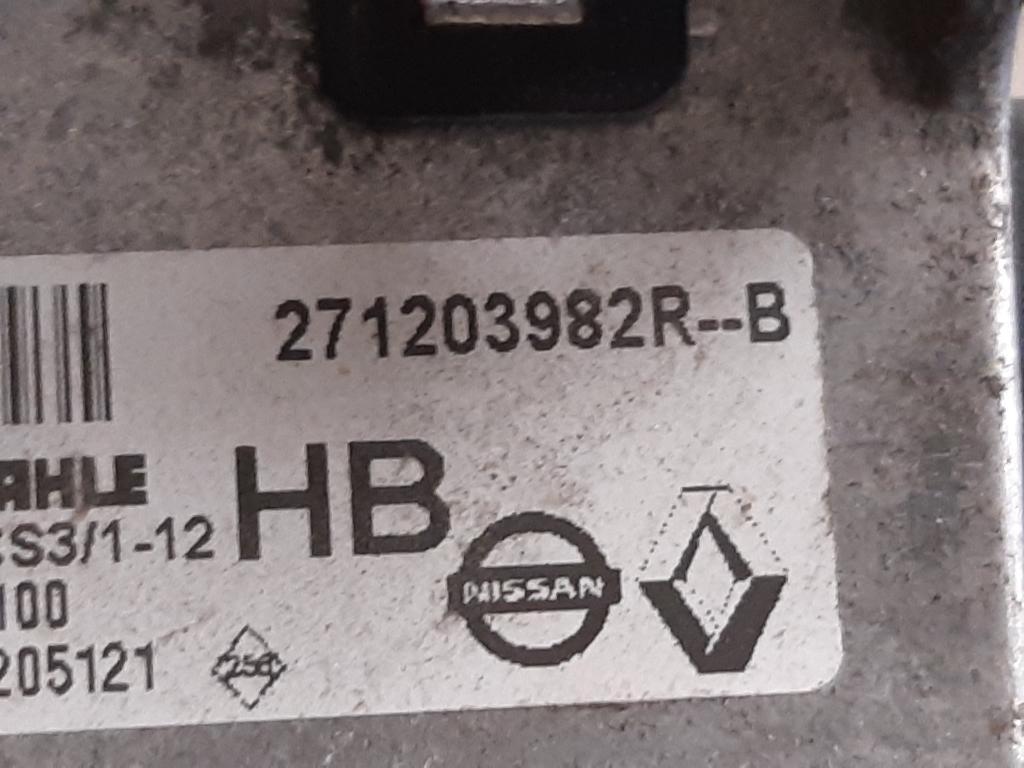 271203982R--B
AHLE HB
S3/1-12
100
205121
NISSAN